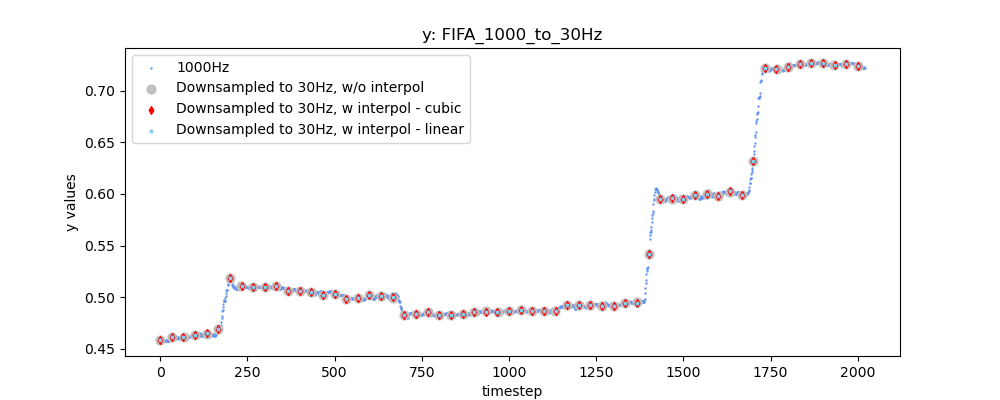 y: FIFA_1000_to_30Hz
1000Hz
Downsampled to 30Hz, w/o interpol
Downsampled to 30Hz, w interpol - cubic
Downsampled to 30Hz, w interpol - linear
0.70
0.65
0.60
0.55
0.50
0.45
y values
0 250 500 750 1000 1250 1500 1750 2000
timestep